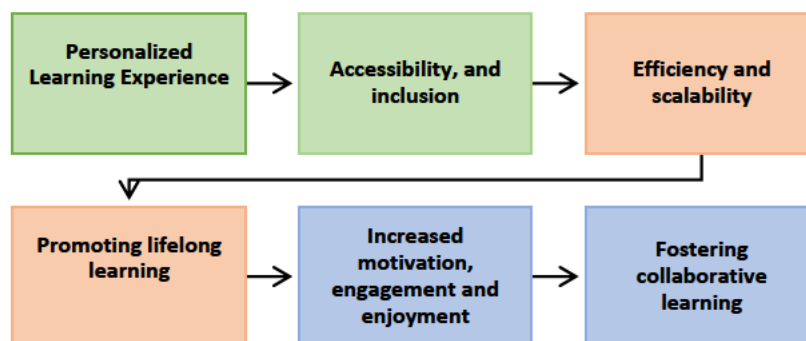 Personalized
Learning Experience
Accessibility, and
inclusion
Efficiency and
scalability
Promoting lifelong
learning
Increased
motivation,
engagement and
enjoyment
Fostering
collaborative
learning